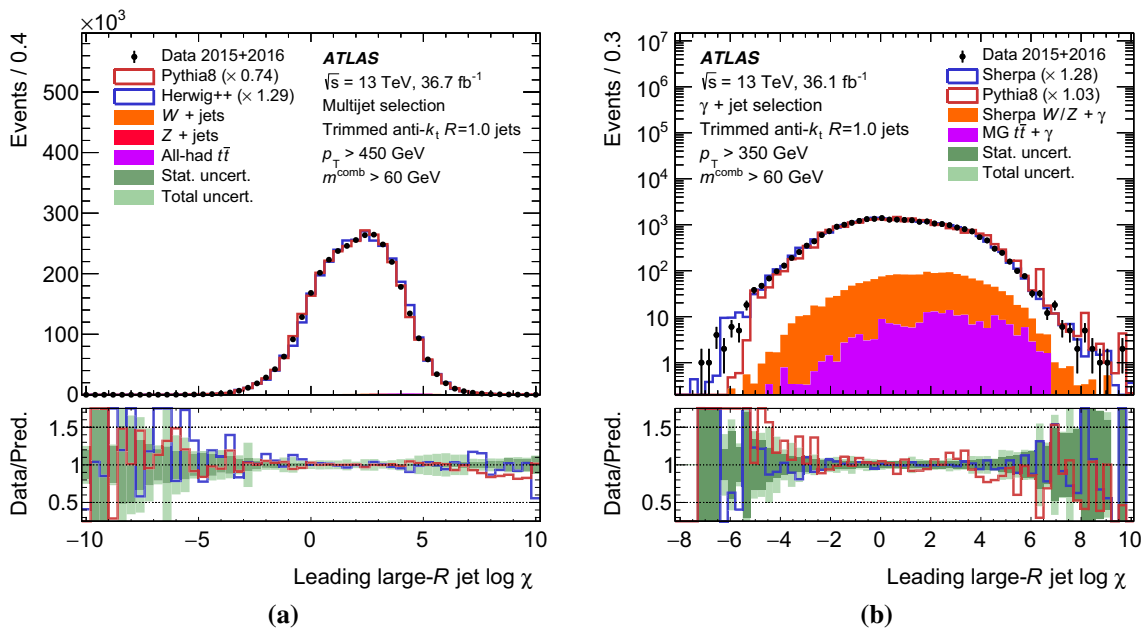 ×10³
Events / 0.4
500
400
300
200
100
0
Data 2015+2016
Pythia8 (× 0.74)
Herwig++ (× 1.29)
W + jets
Z + jets
All-had tt̄
Stat. uncert.
Total uncert.
ATLAS
√s = 13 TeV, 36.7 fb⁻¹
Multijet selection
Trimmed anti-kₜ R=1.0 jets
p_T > 450 GeV
m^comb > 60 GeV
Data/Pred.
1.5
1
0.5
−10 −5 0 5 10
Leading large-R jet log χ
(a)
Events / 0.3
10⁷
10⁶
10⁵
10⁴
10³
10²
10
1
ATLAS
√s = 13 TeV, 36.1 fb⁻¹
γ + jet selection
Trimmed anti-kₜ R=1.0 jets
p_T > 350 GeV
m^comb > 60 GeV
Data 2015+2016
Sherpa (× 1.28)
Pythia8 (× 1.03)
Sherpa W/Z + γ
MG tt̄ + γ
Stat. uncert.
Total uncert.
Data/Pred.
1.5
1
0.5
−8 −6 −4 −2 0 2 4 6 8 10
Leading large-R jet log χ
(b)